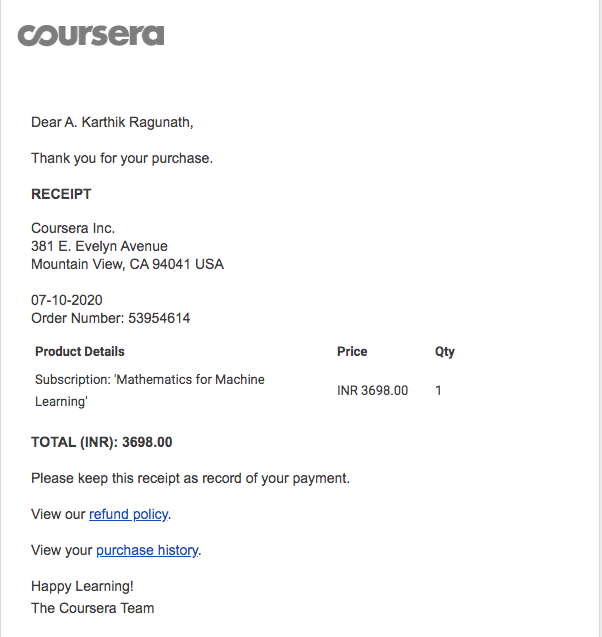 coursera
Dear A. Karthik Ragunath,
Thank you for your purchase.
RECEIPT
Coursera Inc.
381 E. Evelyn Avenue
Mountain View, CA 94041 USA
07-10-2020
Order Number: 53954614
Product Details Price Qty
Subscription: 'Mathematics for Machine
Learning' INR 3698.00 1
TOTAL (INR): 3698.00
Please keep this receipt as record of your payment.
View our refund policy.
View your purchase history.
Happy Learning!
The Coursera Team